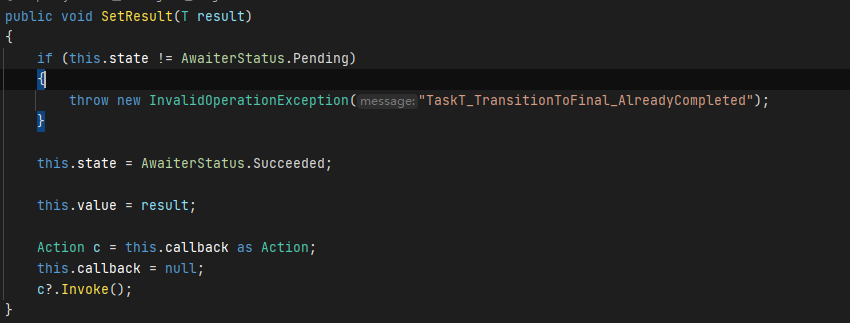 public void SetResult(T result)
{
    if (this.state != AwaiterStatus.Pending)
    {
        throw new InvalidOperationException( message: "TaskT_TransitionToFinal_AlreadyCompleted");
    }

    this.state = AwaiterStatus.Succeeded;

    this.value = result;

    Action c = this.callback as Action;
    this.callback = null;
    c?.Invoke();
}